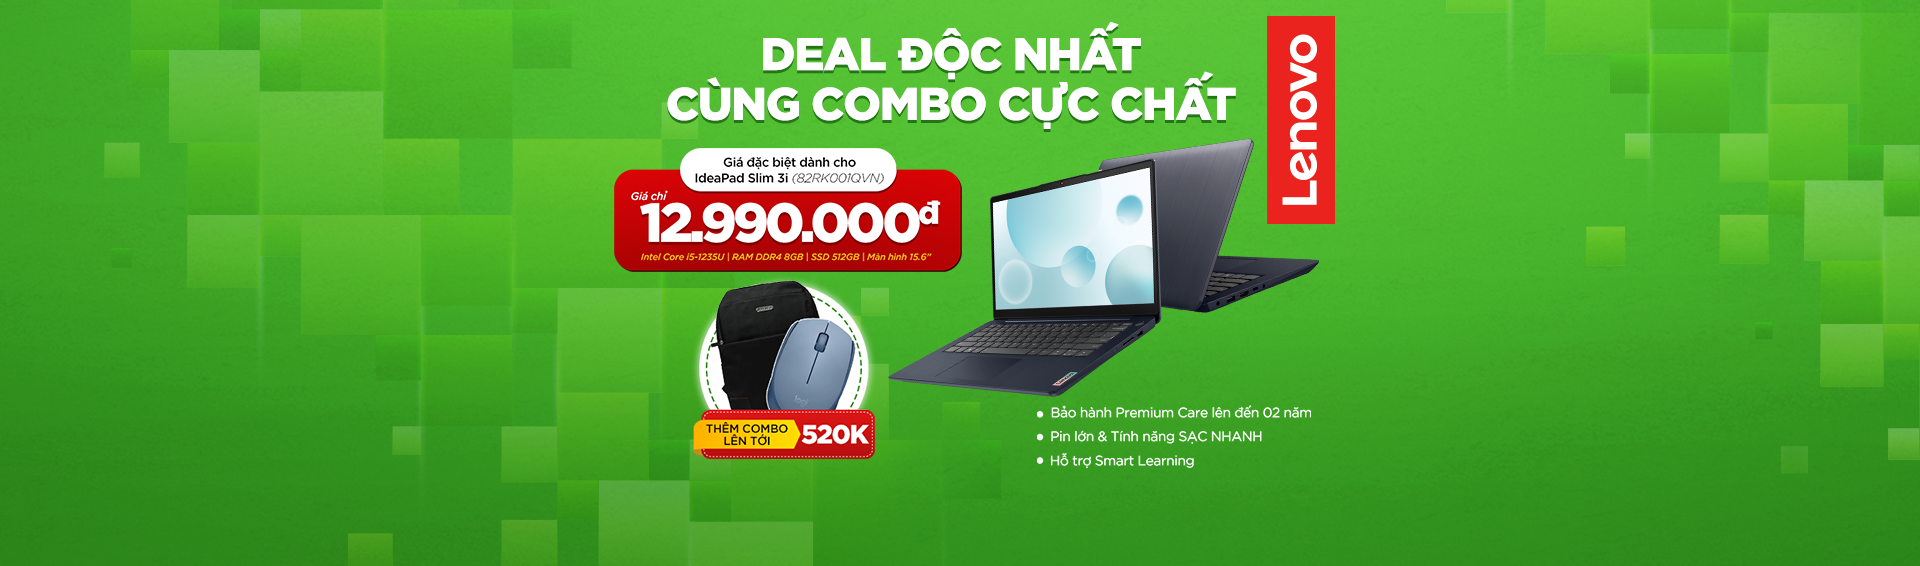 DEAL ĐỘC NHẤT
CÙNG COMBO CỰC CHẤT
Lenovo
Giá đặc biệt dành cho
IdeaPad Slim 3i (82RK001QVN)
Giá chỉ
12.990.000đ
Intel Core i5-1235U | RAM DDR4 8GB | SSD 512GB | Màn hình 15.6"
logi
THÊM COMBO
LÊN TỚI
520K
Bảo hành Premium Care lên đến 02 năm
Pin lớn & Tính năng SẠC NHANH
Hỗ trợ Smart Learning